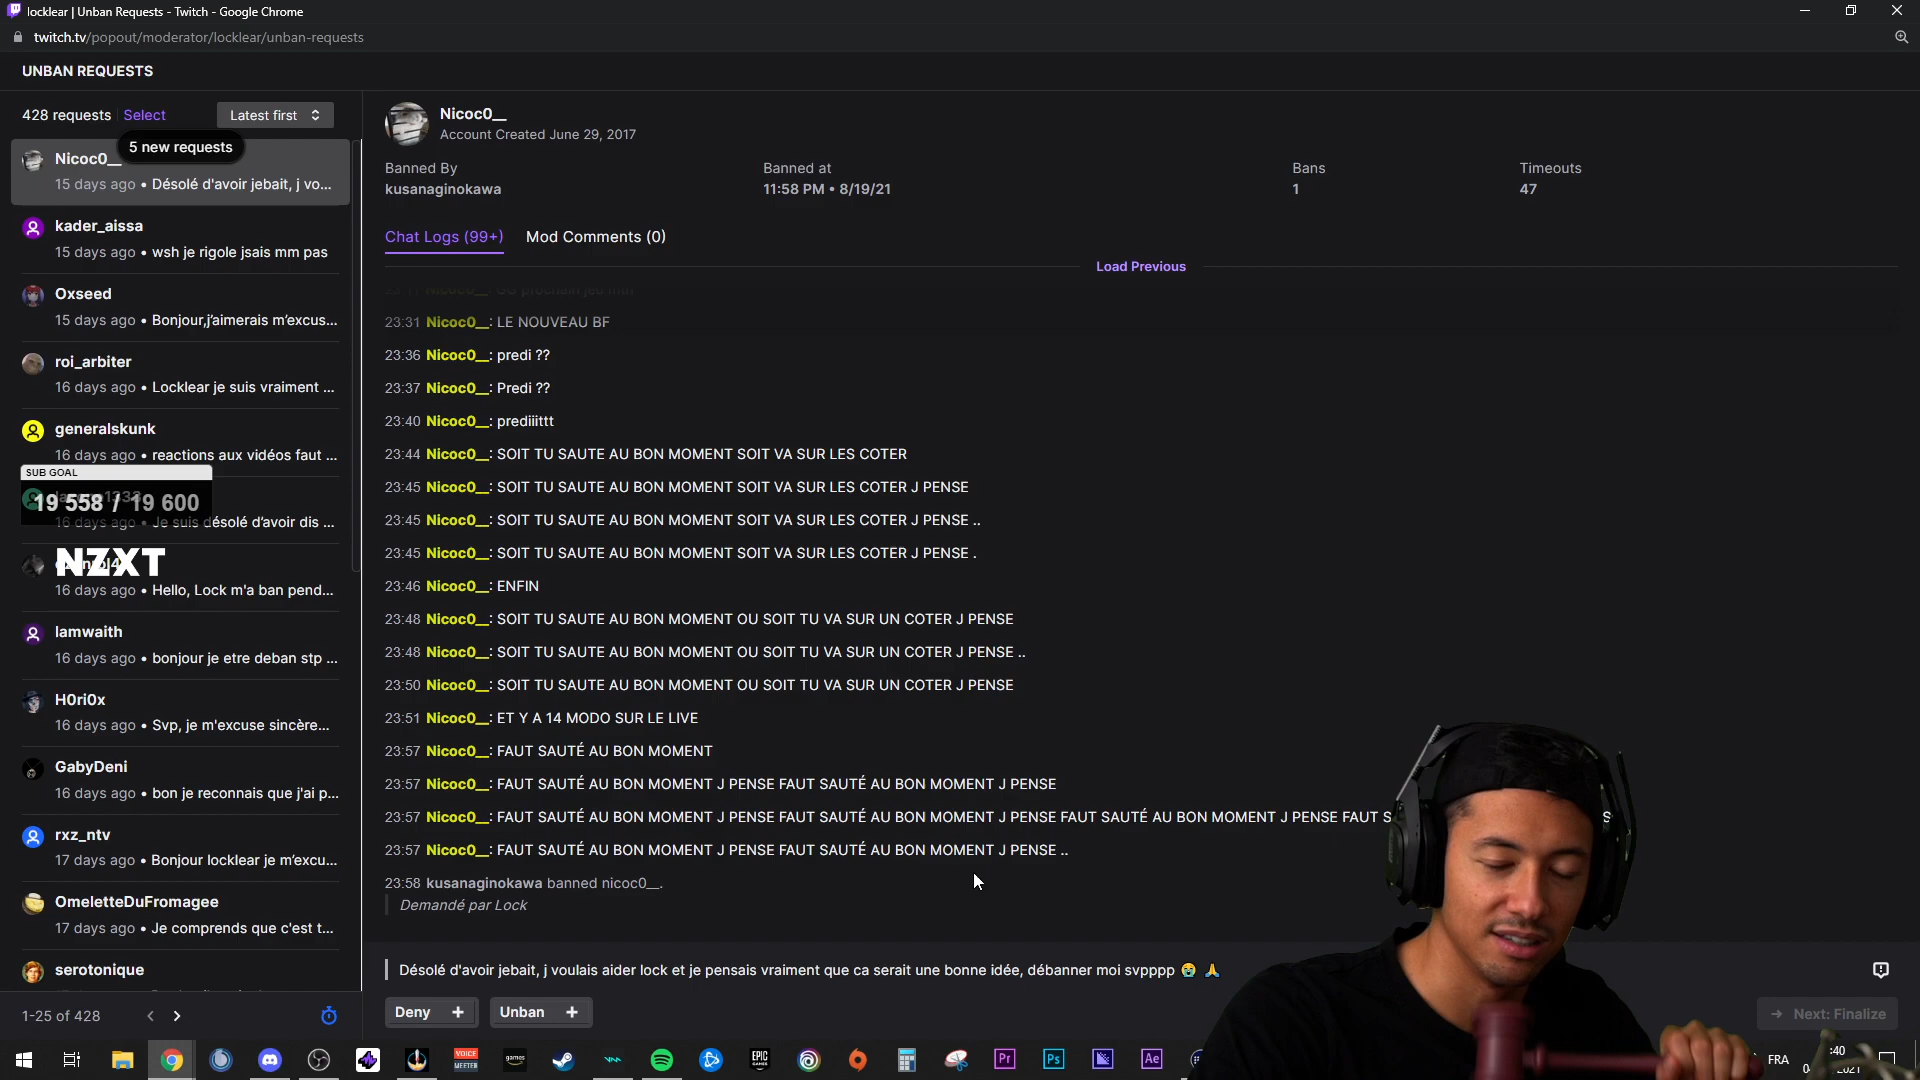 locklear | Unban Requests - Twitch - Google Chrome
twitch.tv/popout/moderator/locklear/unban-requests
UNBAN REQUESTS
428 requests Select Latest first
5 new requests
Nicoc0__
15 days ago • Désolé d'avoir jebait, j vo...
kader_aissa
15 days ago • wsh je rigole jsais mm pas
Oxseed
15 days ago • Bonjour,j'aimerais m'excus...
roi_arbiter
16 days ago • Locklear je suis vraiment ...
generalskunk
16 days ago • reactions aux vidéos faut ...
SUB GOAL
19 558 / 19 600
16 days ago • Je suis désolé d'avoir dis ...
NZXT
16 days ago • Hello, Lock m'a ban pend...
lamwaith
16 days ago • bonjour je etre deban stp ...
H0ri0x
16 days ago • Svp, je m'excuse sincère...
GabyDeni
16 days ago • bon je reconnais que j'ai p...
rxz_ntv
17 days ago • Bonjour locklear je m'excu...
OmeletteDuFromagee
17 days ago • Je comprends que c'est t...
serotonique
1-25 of 428
Nicoc0__
Account Created June 29, 2017
Banned By Banned at Bans Timeouts
kusanaginokawa 11:58 PM • 8/19/21 1 47
Chat Logs (99+) Mod Comments (0)
Load Previous
23:31 Nicoc0__: LE NOUVEAU BF
23:36 Nicoc0__: predi ??
23:37 Nicoc0__: Predi ??
23:40 Nicoc0__: prediiittt
23:44 Nicoc0__: SOIT TU SAUTE AU BON MOMENT SOIT VA SUR LES COTER
23:45 Nicoc0__: SOIT TU SAUTE AU BON MOMENT SOIT VA SUR LES COTER J PENSE
23:45 Nicoc0__: SOIT TU SAUTE AU BON MOMENT SOIT VA SUR LES COTER J PENSE ..
23:45 Nicoc0__: SOIT TU SAUTE AU BON MOMENT SOIT VA SUR LES COTER J PENSE .
23:46 Nicoc0__: ENFIN
23:48 Nicoc0__: SOIT TU SAUTE AU BON MOMENT OU SOIT TU VA SUR UN COTER J PENSE
23:48 Nicoc0__: SOIT TU SAUTE AU BON MOMENT OU SOIT TU VA SUR UN COTER J PENSE ..
23:50 Nicoc0__: SOIT TU SAUTE AU BON MOMENT OU SOIT TU VA SUR UN COTER J PENSE
23:51 Nicoc0__: ET Y A 14 MODO SUR LE LIVE
23:57 Nicoc0__: FAUT SAUTÉ AU BON MOMENT
23:57 Nicoc0__: FAUT SAUTÉ AU BON MOMENT J PENSE FAUT SAUTÉ AU BON MOMENT J PENSE
23:57 Nicoc0__: FAUT SAUTÉ AU BON MOMENT J PENSE FAUT SAUTÉ AU BON MOMENT J PENSE FAUT SAUTÉ AU BON MOMENT J PENSE FAUT S
23:57 Nicoc0__: FAUT SAUTÉ AU BON MOMENT J PENSE FAUT SAUTÉ AU BON MOMENT J PENSE ..
23:58 kusanaginokawa banned nicoc0__.
Demandé par Lock
Désolé d'avoir jebait, j voulais aider lock et je pensais vraiment que ca serait une bonne idée, débanner moi svpppp 😭 🙏
Deny + Unban +
→ Next: Finalize
VOICE MEETER
EPIC GAMES
Pr Ps Ae
FRA
:40
2021